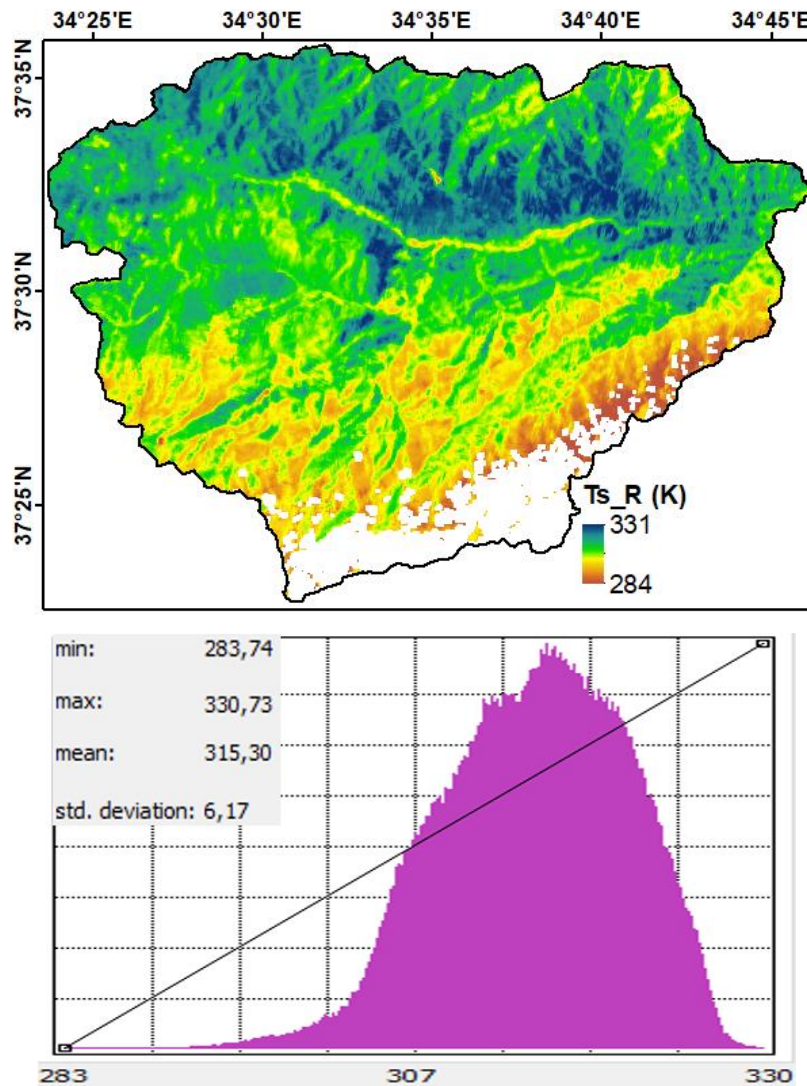 34°25'E 34°30'E 34°35'E 34°40'E 34°45'E
37°35'N
37°30'N
37°25'N
Ts_R (K)
331
284
min: 283,74
max: 330,73
mean: 315,30
std. deviation: 6,17
283 307 330